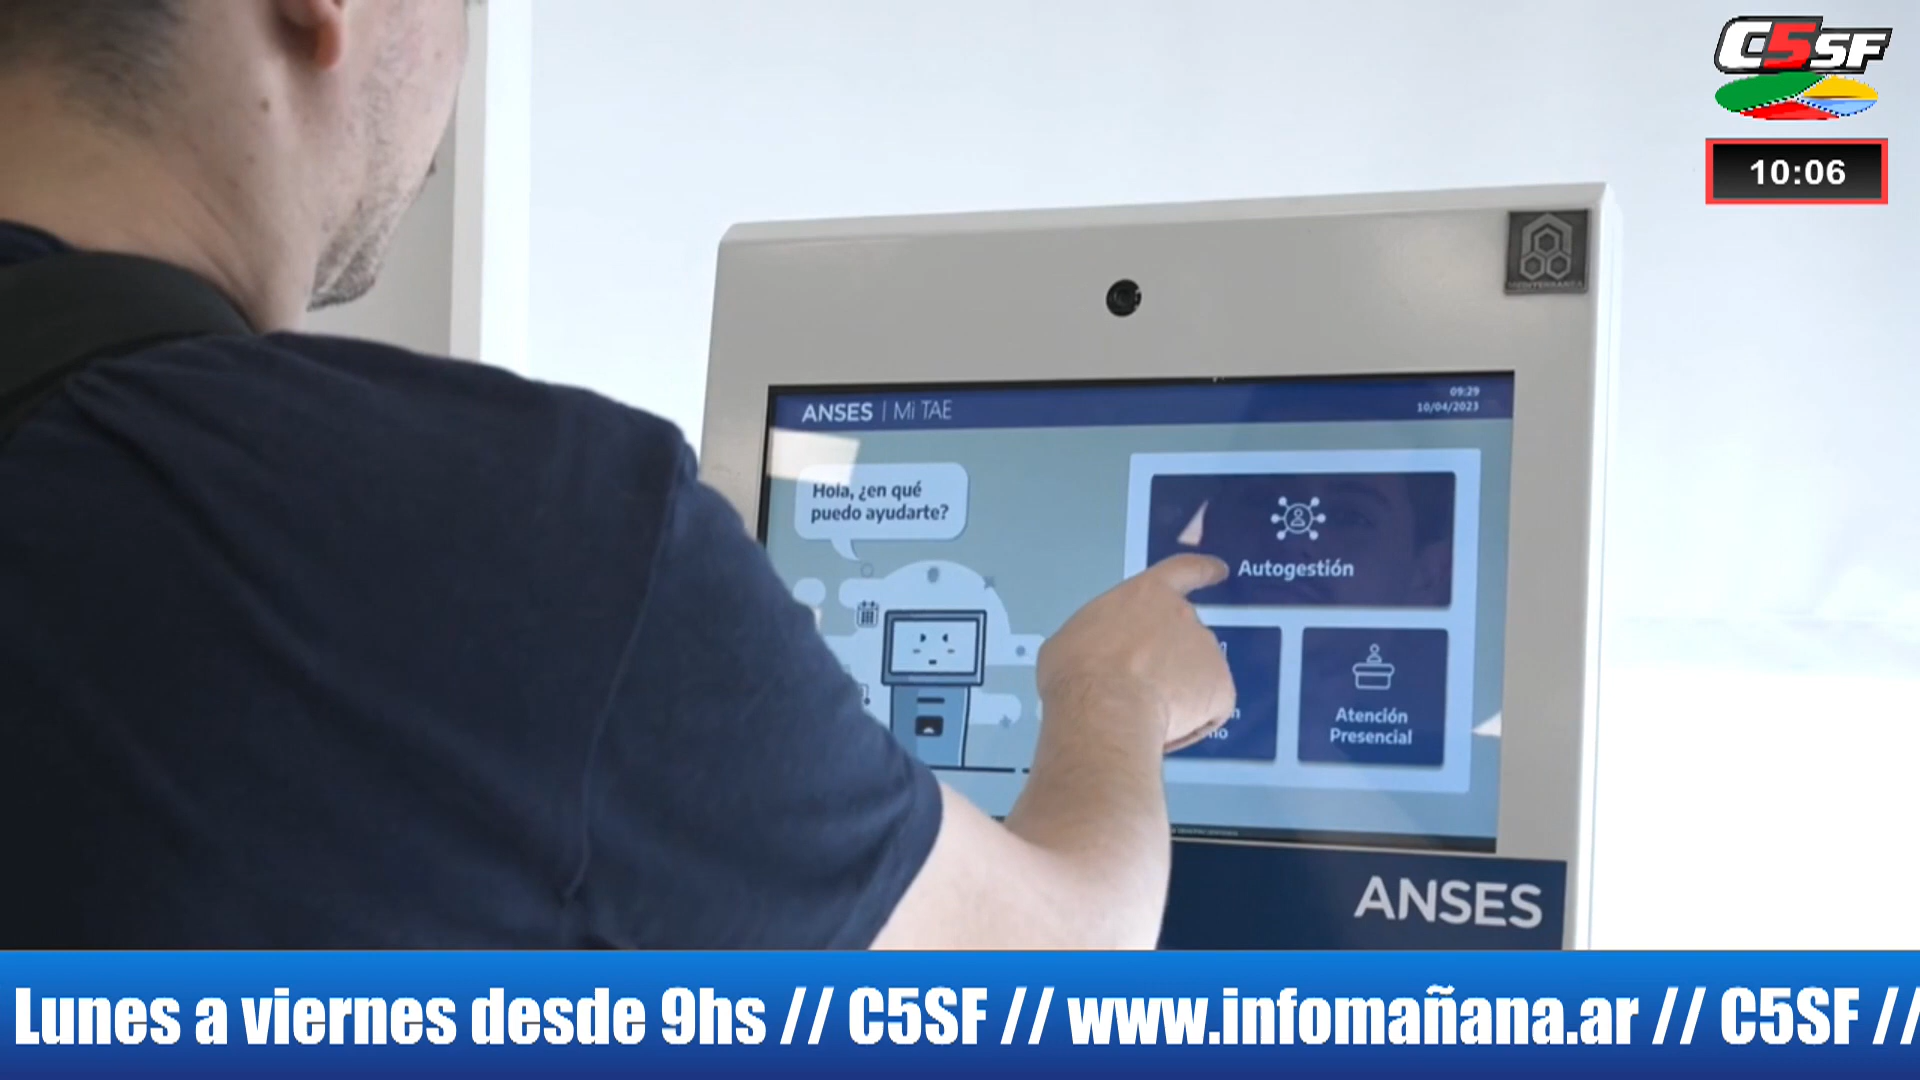 C5SF
10:06
ANSES | Mi TAE
09:29
10/04/2023
Hola, ¿en qué
puedo ayudarte?
Autogestión
Atención
Presencial
ANSES
Lunes a viernes desde 9hs // C5SF // www.infomañana.ar // C5SF //